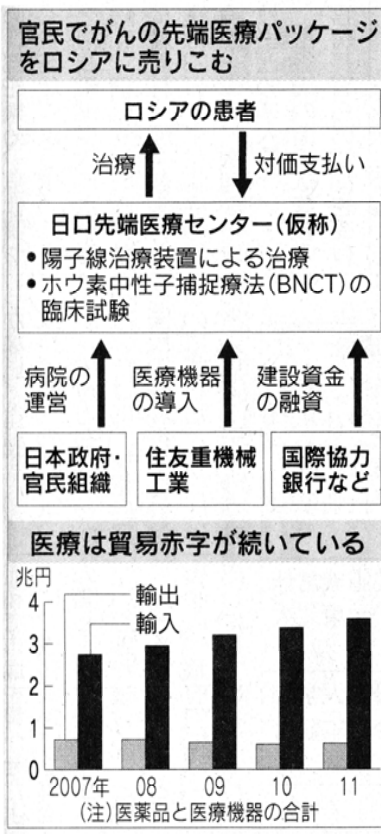 官民でがんの先端医療パッケージ
をロシアに売りこむ
ロシアの患者
治療
対価支払い
日ロ先端医療センター(仮称)
●陽子線治療装置による治療
●ホウ素中性子捕捉療法(BNCT)の
臨床試験
病院の
運営
医療機器
の導入
建設資金
の融資
日本政府・
官民組織
住友重機械
工業
国際協力
銀行など
医療は貿易赤字が続いている
兆円
4
3
2
1
0
輸出
輸入
2007年
08
09
10
11
(注)医薬品と医療機器の合計